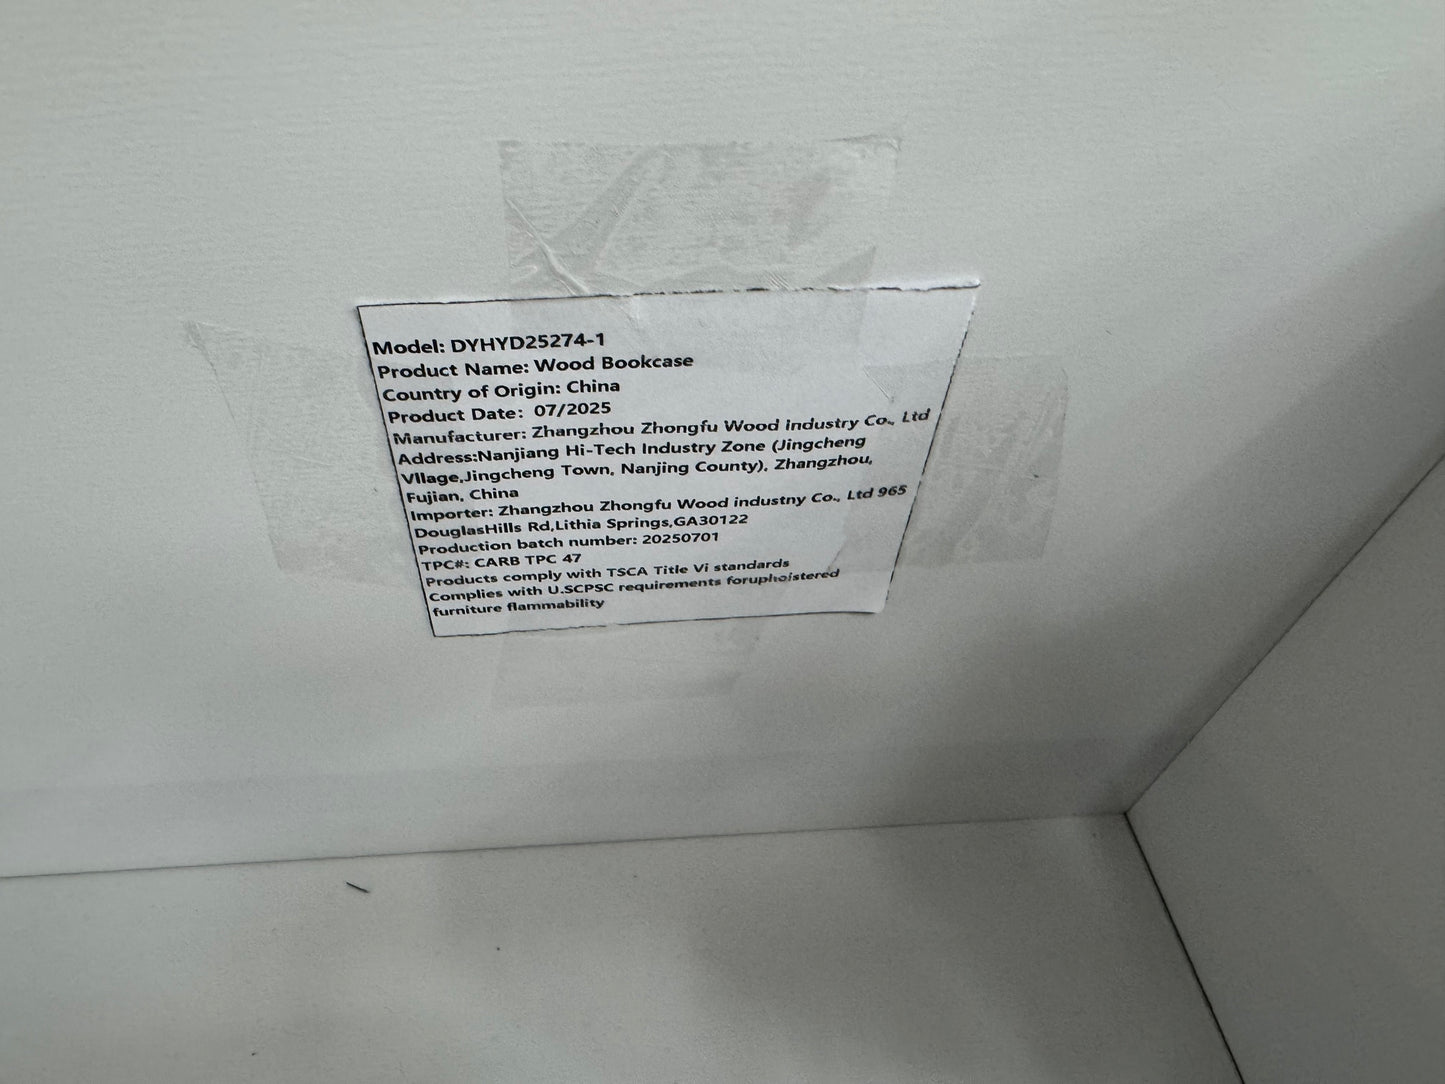 Model: DYHYD25274-1
Product Name: Wood Bookcase
Country of Origin: China
Product Date: 07/2025
Manufacturer: Zhangzhou Zhongfu Wood industry Co., Ltd
Address:Nanjiang Hi-Tech Industry Zone (Jingcheng
Vllage,Jingcheng Town, Nanjing County), Zhangzhou,
Fujian, China
Importer: Zhangzhou Zhongfu Wood industny Co., Ltd 965
DouglasHills Rd,Lithia Springs,GA30122
Production batch number: 20250701
TPC#: CARB TPC 47
Products comply with TSCA Title Vi standards
Complies with U.SCPSC requirements foruphoistered
furniture flammability